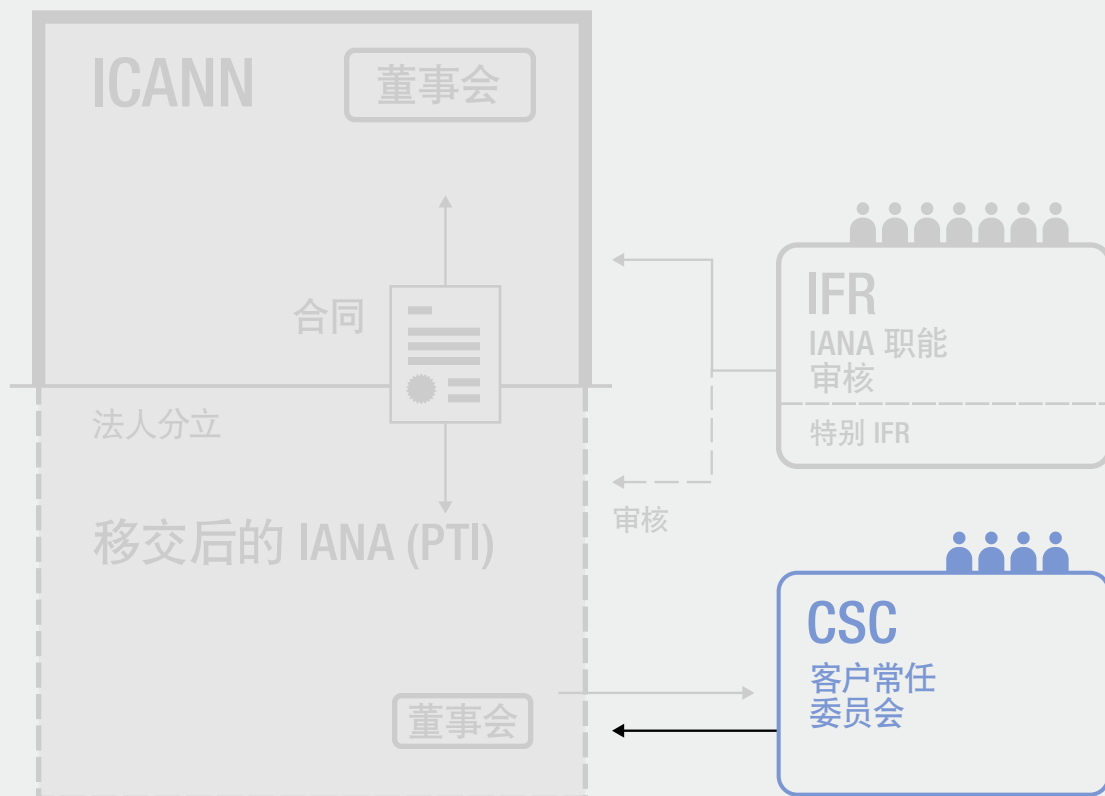 ICANN
董事会
合同
法人分立
移交后的 IANA (PTI)
董事会
IFR
IANA 职能
审核
特别 IFR
审核
CSC
客户常任
委员会